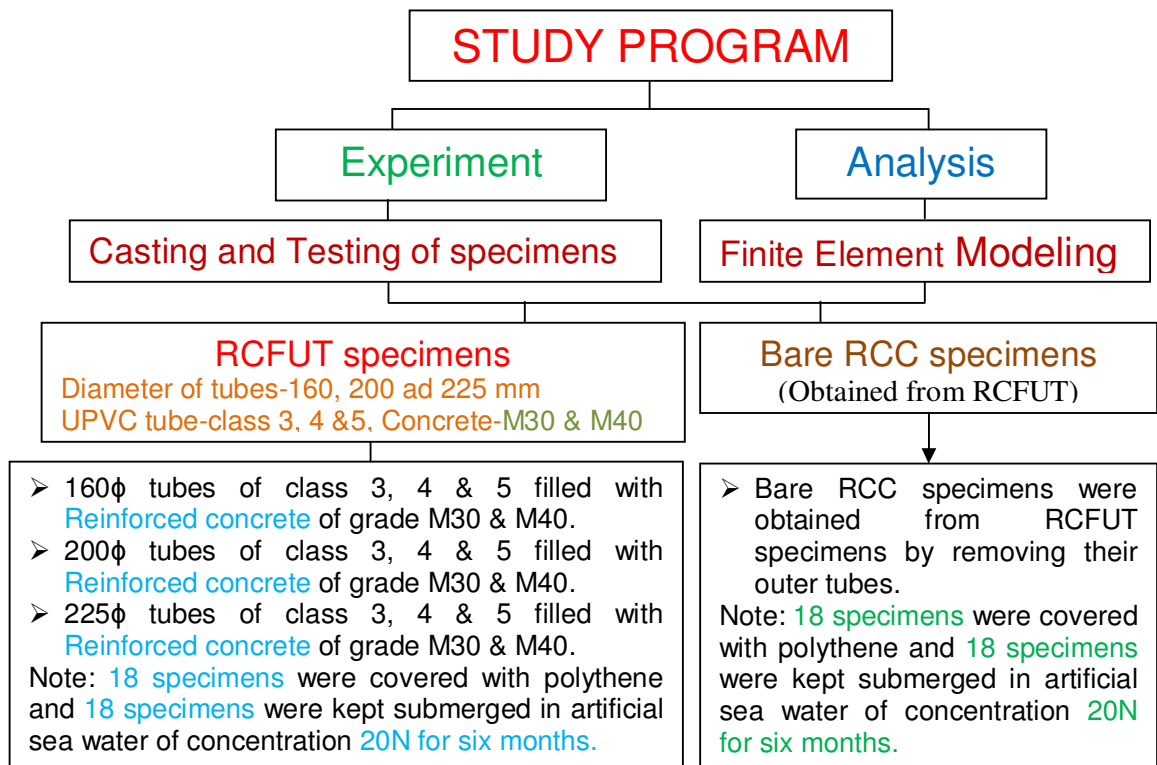 STUDY PROGRAM
Experiment
Analysis
Casting and Testing of specimens
Finite Element Modeling
RCFUT specimens
Diameter of tubes-160, 200 ad 225 mm
UPVC tube-class 3, 4 &5, Concrete-M30 & M40
Bare RCC specimens
(Obtained from RCFUT)
➢ 160ϕ tubes of class 3, 4 & 5 filled with
Reinforced concrete of grade M30 & M40.
➢ 200ϕ tubes of class 3, 4 & 5 filled with
Reinforced concrete of grade M30 & M40.
➢ 225ϕ tubes of class 3, 4 & 5 filled with
Reinforced concrete of grade M30 & M40.
Note: 18 specimens were covered with polythene
and 18 specimens were kept submerged in artificial
sea water of concentration 20N for six months.
➢ Bare RCC specimens were
obtained from RCFUT
specimens by removing their
outer tubes.
Note: 18 specimens were covered
with polythene and 18 specimens
were kept submerged in artificial
sea water of concentration 20N
for six months.